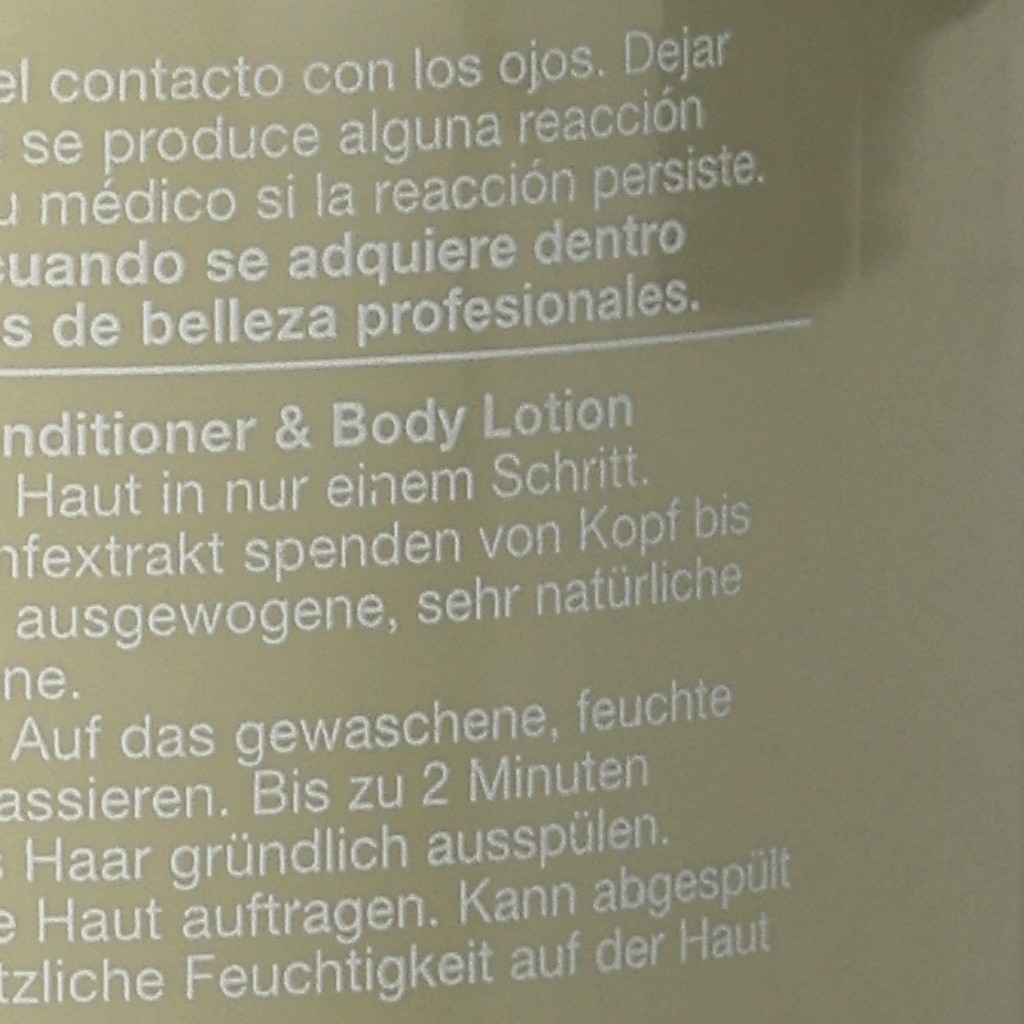 el contacto con los ojos. Dejar
se produce alguna reacción
u médico si la reacción persiste.
cuando se adquiere dentro
s de belleza profesionales.
nditioner & Body Lotion
Haut in nur einem Schritt.
nfextrakt spenden von Kopf bis
ausgewogene, sehr natürliche
ne.
Auf das gewaschene, feuchte
assieren. Bis zu 2 Minuten
s Haar gründlich ausspülen.
e Haut auftragen. Kann abgespült
tzliche Feuchtigkeit auf der Haut